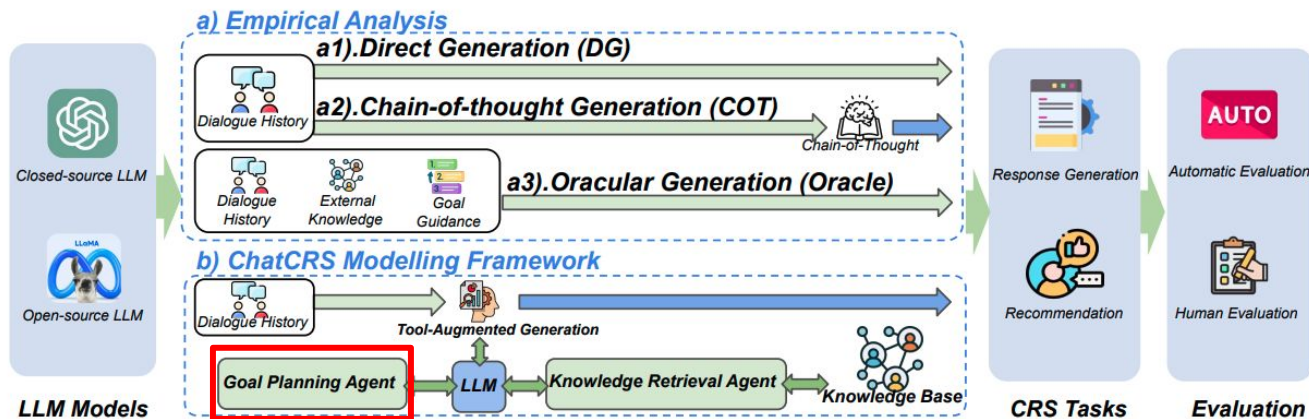 a) Empirical Analysis
a1).Direct Generation (DG)
Dialogue History
a2).Chain-of-thought Generation (COT)
Chain-of-Thought
Dialogue
History
External
Knowledge
1
2.
3
Goal
Guidance
a3).Oracular Generation (Oracle)
b) ChatCRS Modelling Framework
Dialogue History
Tool-Augmented Generation
Goal Planning Agent
LLM
Knowledge Retrieval Agent
Knowledge Base
Closed-source LLM
LLaMA
Open-source LLM
LLM Models
Response Generation
Recommendation
CRS Tasks
AUTO
Automatic Evaluation
Human Evaluation
Evaluation